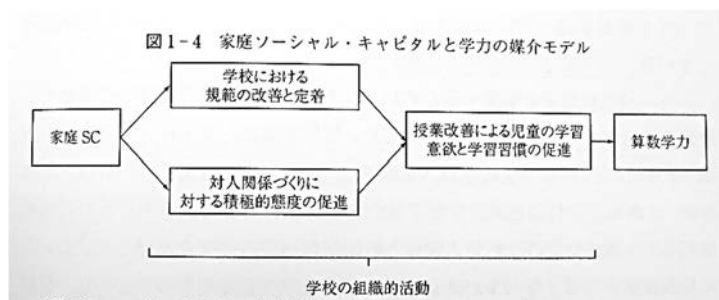 図1-4 家庭ソーシャル・キャピタルと学力の媒介モデル
学校における
規範の改善と定着
家庭SC
対人関係づくりに
対する積極的態度の促進
授業改善による児童の学習
意欲と学習習慣の促進
算数学力
学校の組織的活動